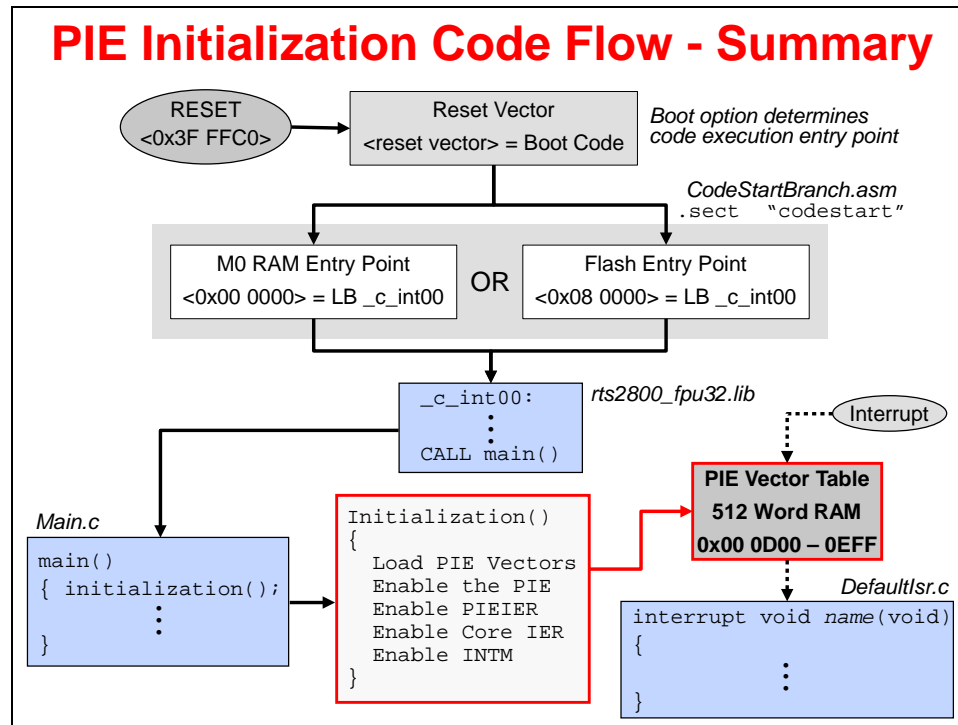 PIE Initialization Code Flow - Summary
RESET
<0x3F FFC0>
Reset Vector
<reset vector> = Boot Code
Boot option determines
code execution entry point
CodeStartBranch.asm
.sect “codestart”
M0 RAM Entry Point
<0x00 0000> = LB _c_int00
OR
Flash Entry Point
<0x08 0000> = LB _c_int00
_c_int00:
CALL main()
rts2800_fpu32.lib
Interrupt
PIE Vector Table
512 Word RAM
0x00 0D00 – 0EFF
Main.c
main()
{ initialization();
}
Initialization()
{
Load PIE Vectors
Enable the PIE
Enable PIEIER
Enable Core IER
Enable INTM
}
DefaultIsr.c
interrupt void name(void)
{
}